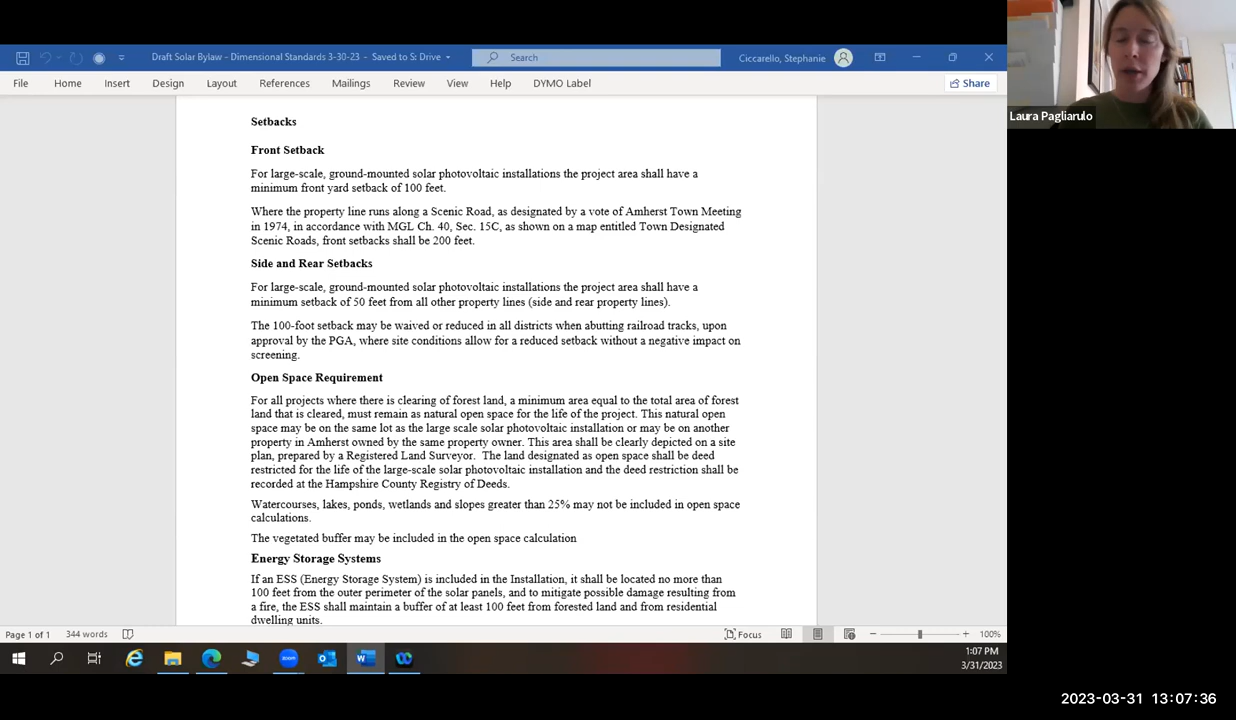 Draft Solar Bylaw - Dimensional Standards 3-30-23 - Saved to S: Drive
Search
Ciccarello, Stephanie
File Home Insert Design Layout References Mailings Review View Help DYMO Label Share
Laura Pagliarulo
Setbacks
Front Setback
For large-scale, ground-mounted solar photovoltaic installations the project area shall have a
minimum front yard setback of 100 feet.
Where the property line runs along a Scenic Road, as designated by a vote of Amherst Town Meeting
in 1974, in accordance with MGL Ch. 40, Sec. 15C, as shown on a map entitled Town Designated
Scenic Roads, front setbacks shall be 200 feet.
Side and Rear Setbacks
For large-scale, ground-mounted solar photovoltaic installations the project area shall have a
minimum setback of 50 feet from all other property lines (side and rear property lines).
The 100-foot setback may be waived or reduced in all districts when abutting railroad tracks, upon
approval by the PGA, where site conditions allow for a reduced setback without a negative impact on
screening.
Open Space Requirement
For all projects where there is clearing of forest land, a minimum area equal to the total area of forest
land that is cleared, must remain as natural open space for the life of the project. This natural open
space may be on the same lot as the large scale solar photovoltaic installation or may be on another
property in Amherst owned by the same property owner. This area shall be clearly depicted on a site
plan, prepared by a Registered Land Surveyor. The land designated as open space shall be deed
restricted for the life of the large-scale solar photovoltaic installation and the deed restriction shall be
recorded at the Hampshire County Registry of Deeds.
Watercourses, lakes, ponds, wetlands and slopes greater than 25% may not be included in open space
calculations.
The vegetated buffer may be included in the open space calculation
Energy Storage Systems
If an ESS (Energy Storage System) is included in the Installation, it shall be located no more than
100 feet from the outer perimeter of the solar panels, and to mitigate possible damage resulting from
a fire, the ESS shall maintain a buffer of at least 100 feet from forested land and from residential
dwelling units.
Page 1 of 1 344 words Focus 100%
zoom
1:07 PM
3/31/2023
2023-03-31 13:07:36